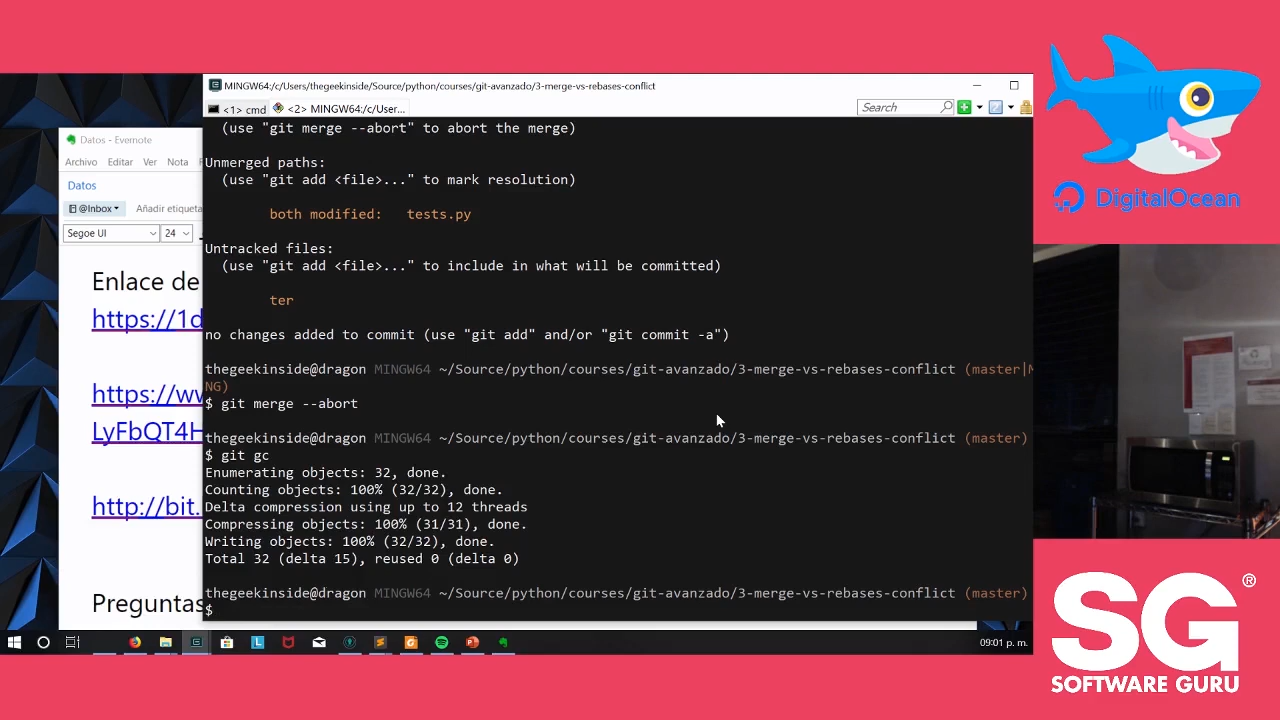 MINGW64:/c/Users/thegeekinside/Source/python/courses/git-avanzado/3-merge-vs-rebases-conflict
<1> cmd
<2> MINGW64:/c/User...
Search
(use "git merge --abort" to abort the merge)
Unmerged paths:
(use "git add <file>..." to mark resolution)
both modified: tests.py
Untracked files:
(use "git add <file>..." to include in what will be committed)
ter
no changes added to commit (use "git add" and/or "git commit -a")
thegeekinside@dragon MINGW64 ~/Source/python/courses/git-avanzado/3-merge-vs-rebases-conflict (master|M
NG)
$ git merge --abort
thegeekinside@dragon MINGW64 ~/Source/python/courses/git-avanzado/3-merge-vs-rebases-conflict (master)
$ git gc
Enumerating objects: 32, done.
Counting objects: 100% (32/32), done.
Delta compression using up to 12 threads
Compressing objects: 100% (31/31), done.
Writing objects: 100% (32/32), done.
Total 32 (delta 15), reused 0 (delta 0)
thegeekinside@dragon MINGW64 ~/Source/python/courses/git-avanzado/3-merge-vs-rebases-conflict (master)
$
Datos - Evernote
Archivo Editar Ver Nota
Datos
@Inbox Añadir etiqueta
Segoe UI 24
Enlace de
https://1d
https://wv
LyFbQT4H
http://bit.
Preguntas
09:01 p. m.
DigitalOcean
SG®
SOFTWARE GURU